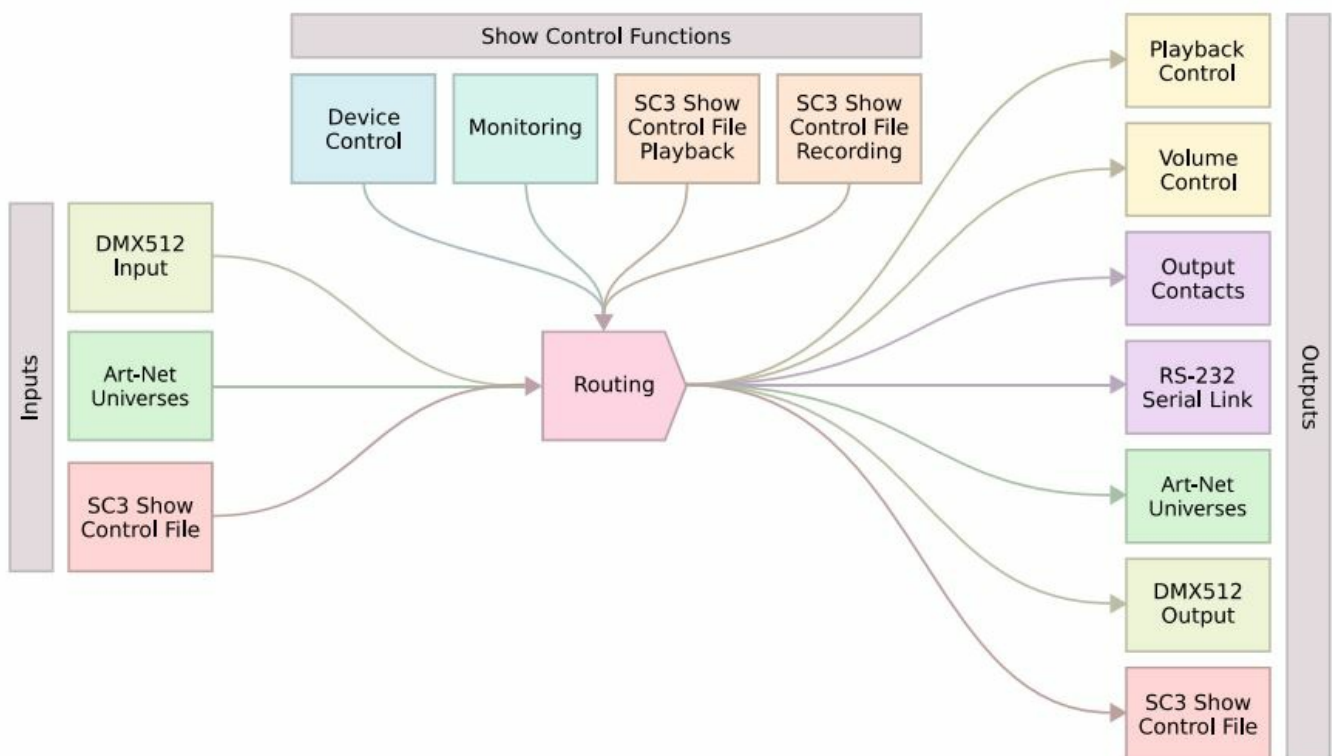 Show Control Functions
Device
Control
Monitoring
SC3 Show
Control File
Playback
SC3 Show
Control File
Recording
Inputs
DMX512
Input
Art-Net
Universes
SC3 Show
Control File
Routing
Playback
Control
Volume
Control
Output
Contacts
RS-232
Serial Link
Art-Net
Universes
DMX512
Output
SC3 Show
Control File
Outputs